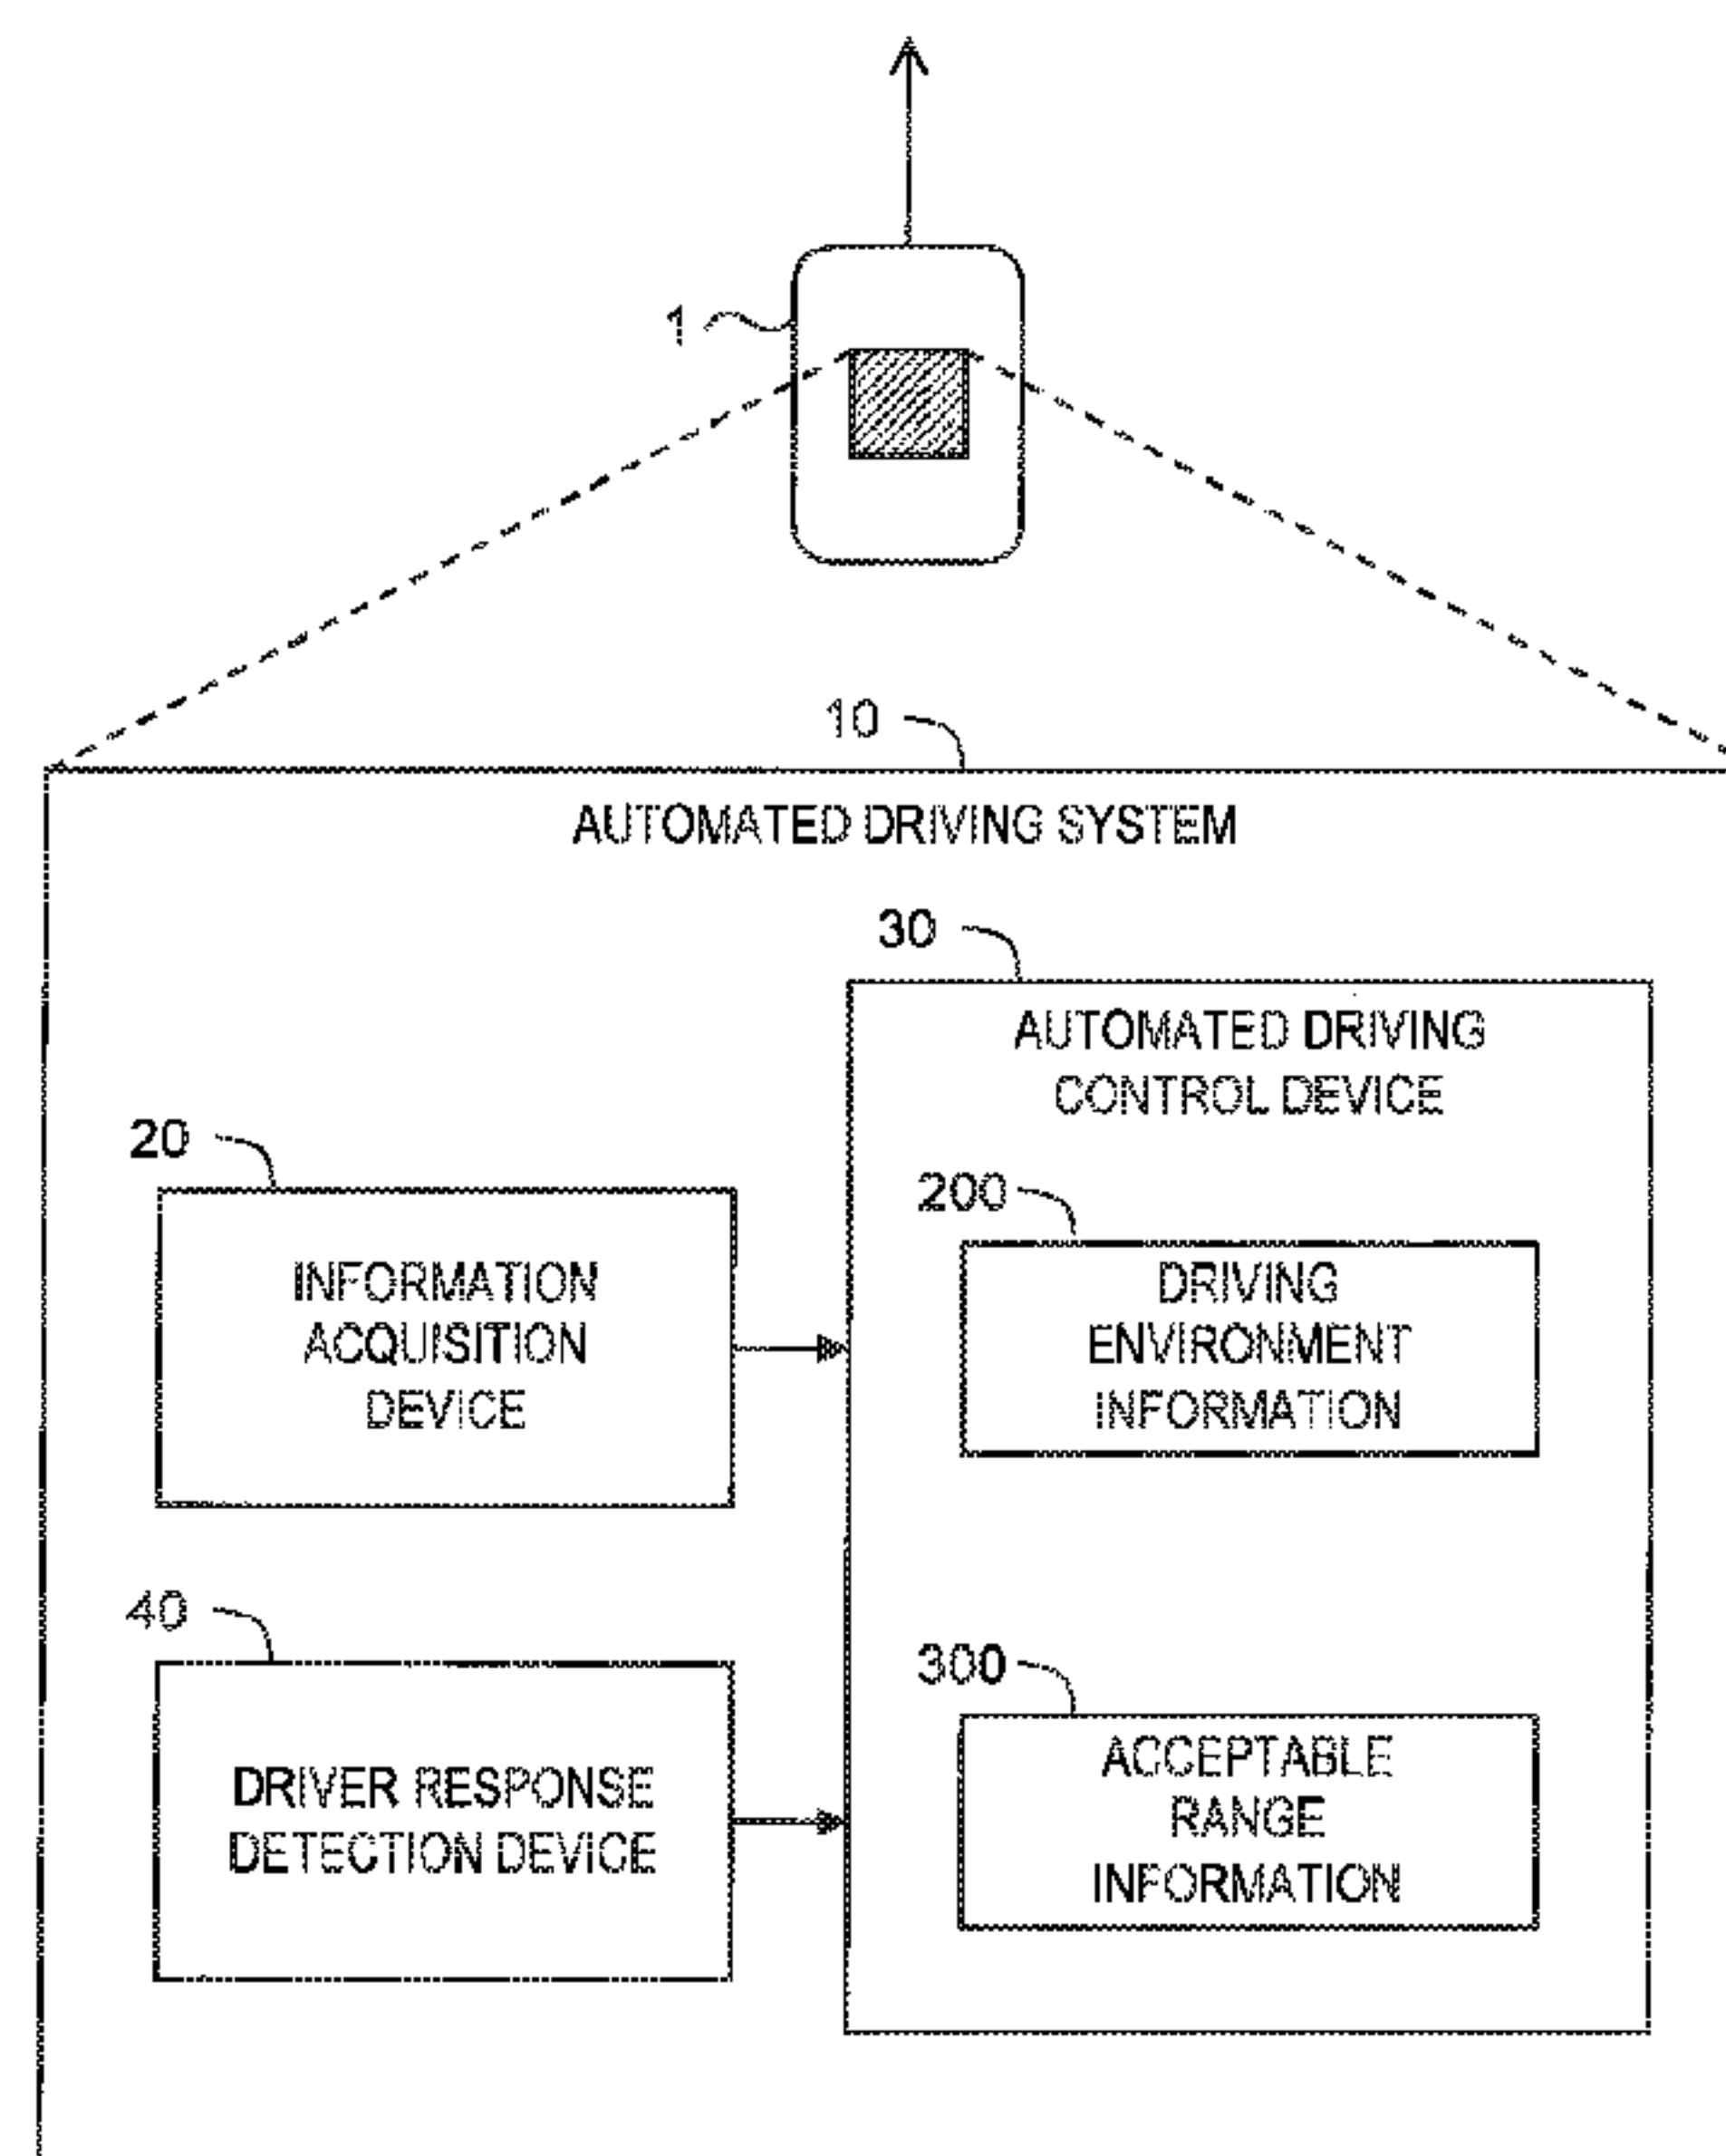 1
10
AUTOMATED DRIVING SYSTEM
30
AUTOMATED DRIVING
CONTROL DEVICE
20
INFORMATION
ACQUISITION
DEVICE
200
DRIVING
ENVIRONMENT
INFORMATION
40
DRIVER RESPONSE
DETECTION DEVICE
300
ACCEPTABLE
RANGE
INFORMATION